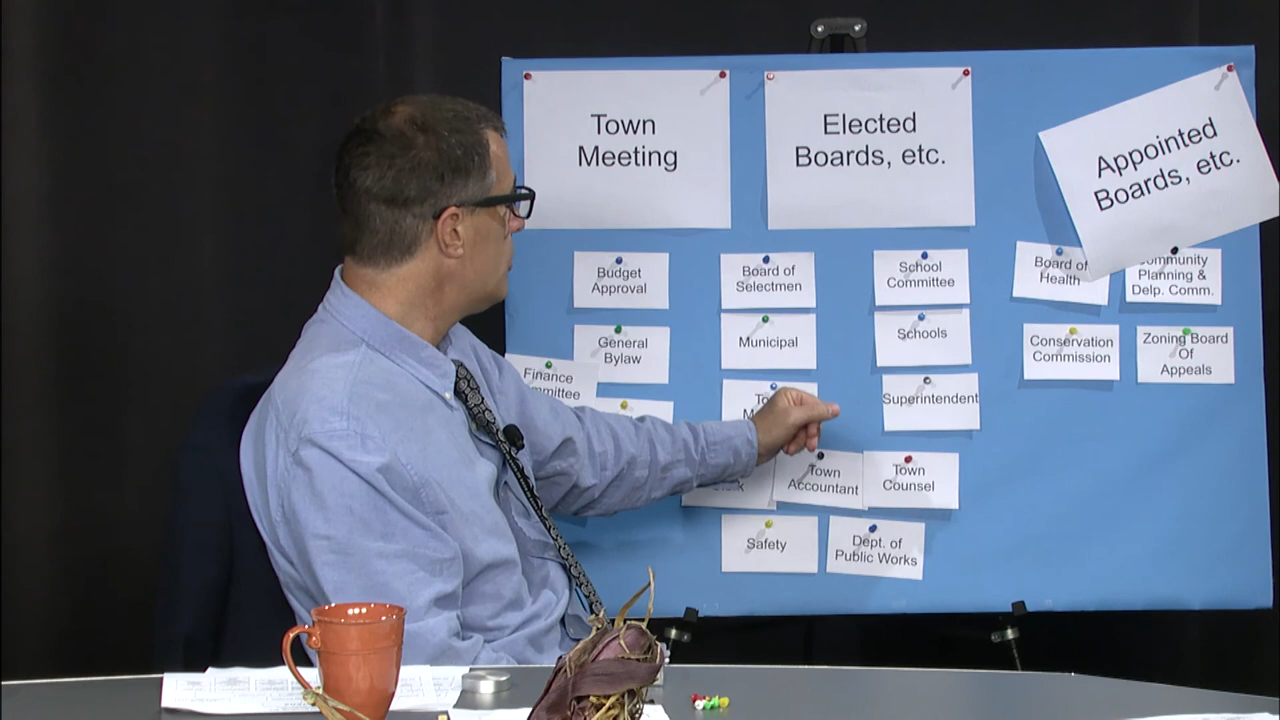 Town
Meeting
Elected
Boards, etc.
Appointed
Boards, etc.
Budget
Approval
Board of
Selectmen
School
Committee
Board of
Health
Planning &
Delp. Comm.
General
Bylaw
Municipal
Schools
Conservation
Commission
Zoning Board
Of
Appeals
Finance
Superintendent
Town
Accountant
Town
Counsel
Safety
Dept. of
Public Works